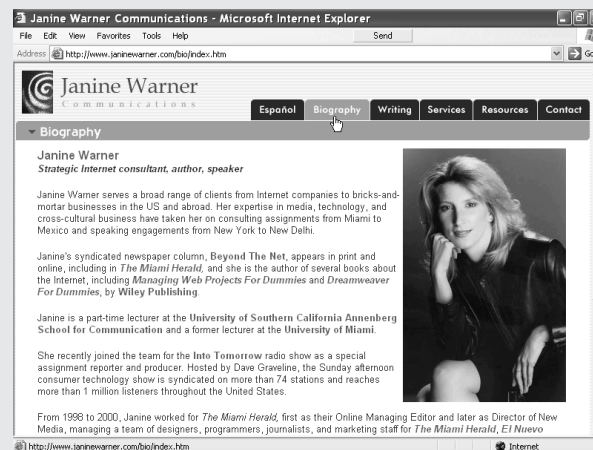 Janine Warner Communications - Microsoft Internet Explorer
File Edit View Favorites Tools Help Send
Address http://www.janinewarner.com/bio/index.htm Go
Janine Warner
Communications
Español Biography Writing Services Resources Contact
Biography
Janine Warner
Strategic Internet consultant, author, speaker
Janine Warner serves a broad range of clients from Internet companies to bricks-and-
mortar businesses in the US and abroad. Her expertise in media, technology, and
cross-cultural business have taken her on consulting assignments from Miami to
Mexico and speaking engagements from New York to New Delhi.
Janine's syndicated newspaper column, Beyond The Net, appears in print and
online, including in The Miami Herald, and she is the author of several books about
the Internet, including Managing Web Projects For Dummies and Dreamweaver
For Dummies, by Wiley Publishing.
Janine is a part-time lecturer at the University of Southern California Annenberg
School for Communication and a former lecturer at the University of Miami.
She recently joined the team for the Into Tomorrow radio show as a special
assignment reporter and producer. Hosted by Dave Graveline, the Sunday afternoon
consumer technology show is syndicated on more than 74 stations and reaches
more than 1 million listeners throughout the United States.
From 1998 to 2000, Janine worked for The Miami Herald, first as their Online Managing Editor and later as Director of New
Media, managing a team of designers, programmers, journalists, and marketing staff for The Miami Herald, El Nuevo
http://www.janinewarner.com/bio/index.htm Internet